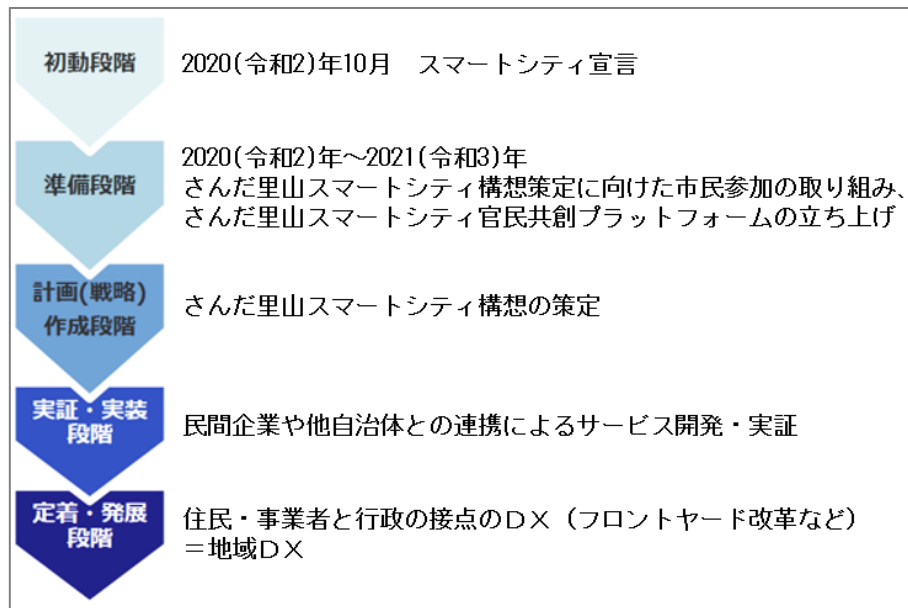 初動段階
2020(令和2)年10月　スマートシティ宣言
準備段階
2020(令和2)年～2021(令和3)年
さんだ里山スマートシティ構想策定に向けた市民参加の取り組み、
さんだ里山スマートシティ官民共創プラットフォームの立ち上げ
計画(戦略)
作成段階
さんだ里山スマートシティ構想の策定
実証・実装
段階
民間企業や他自治体との連携によるサービス開発・実証
定着・発展
段階
住民・事業者と行政の接点のＤＸ（フロントヤード改革など）
＝地域ＤＸ